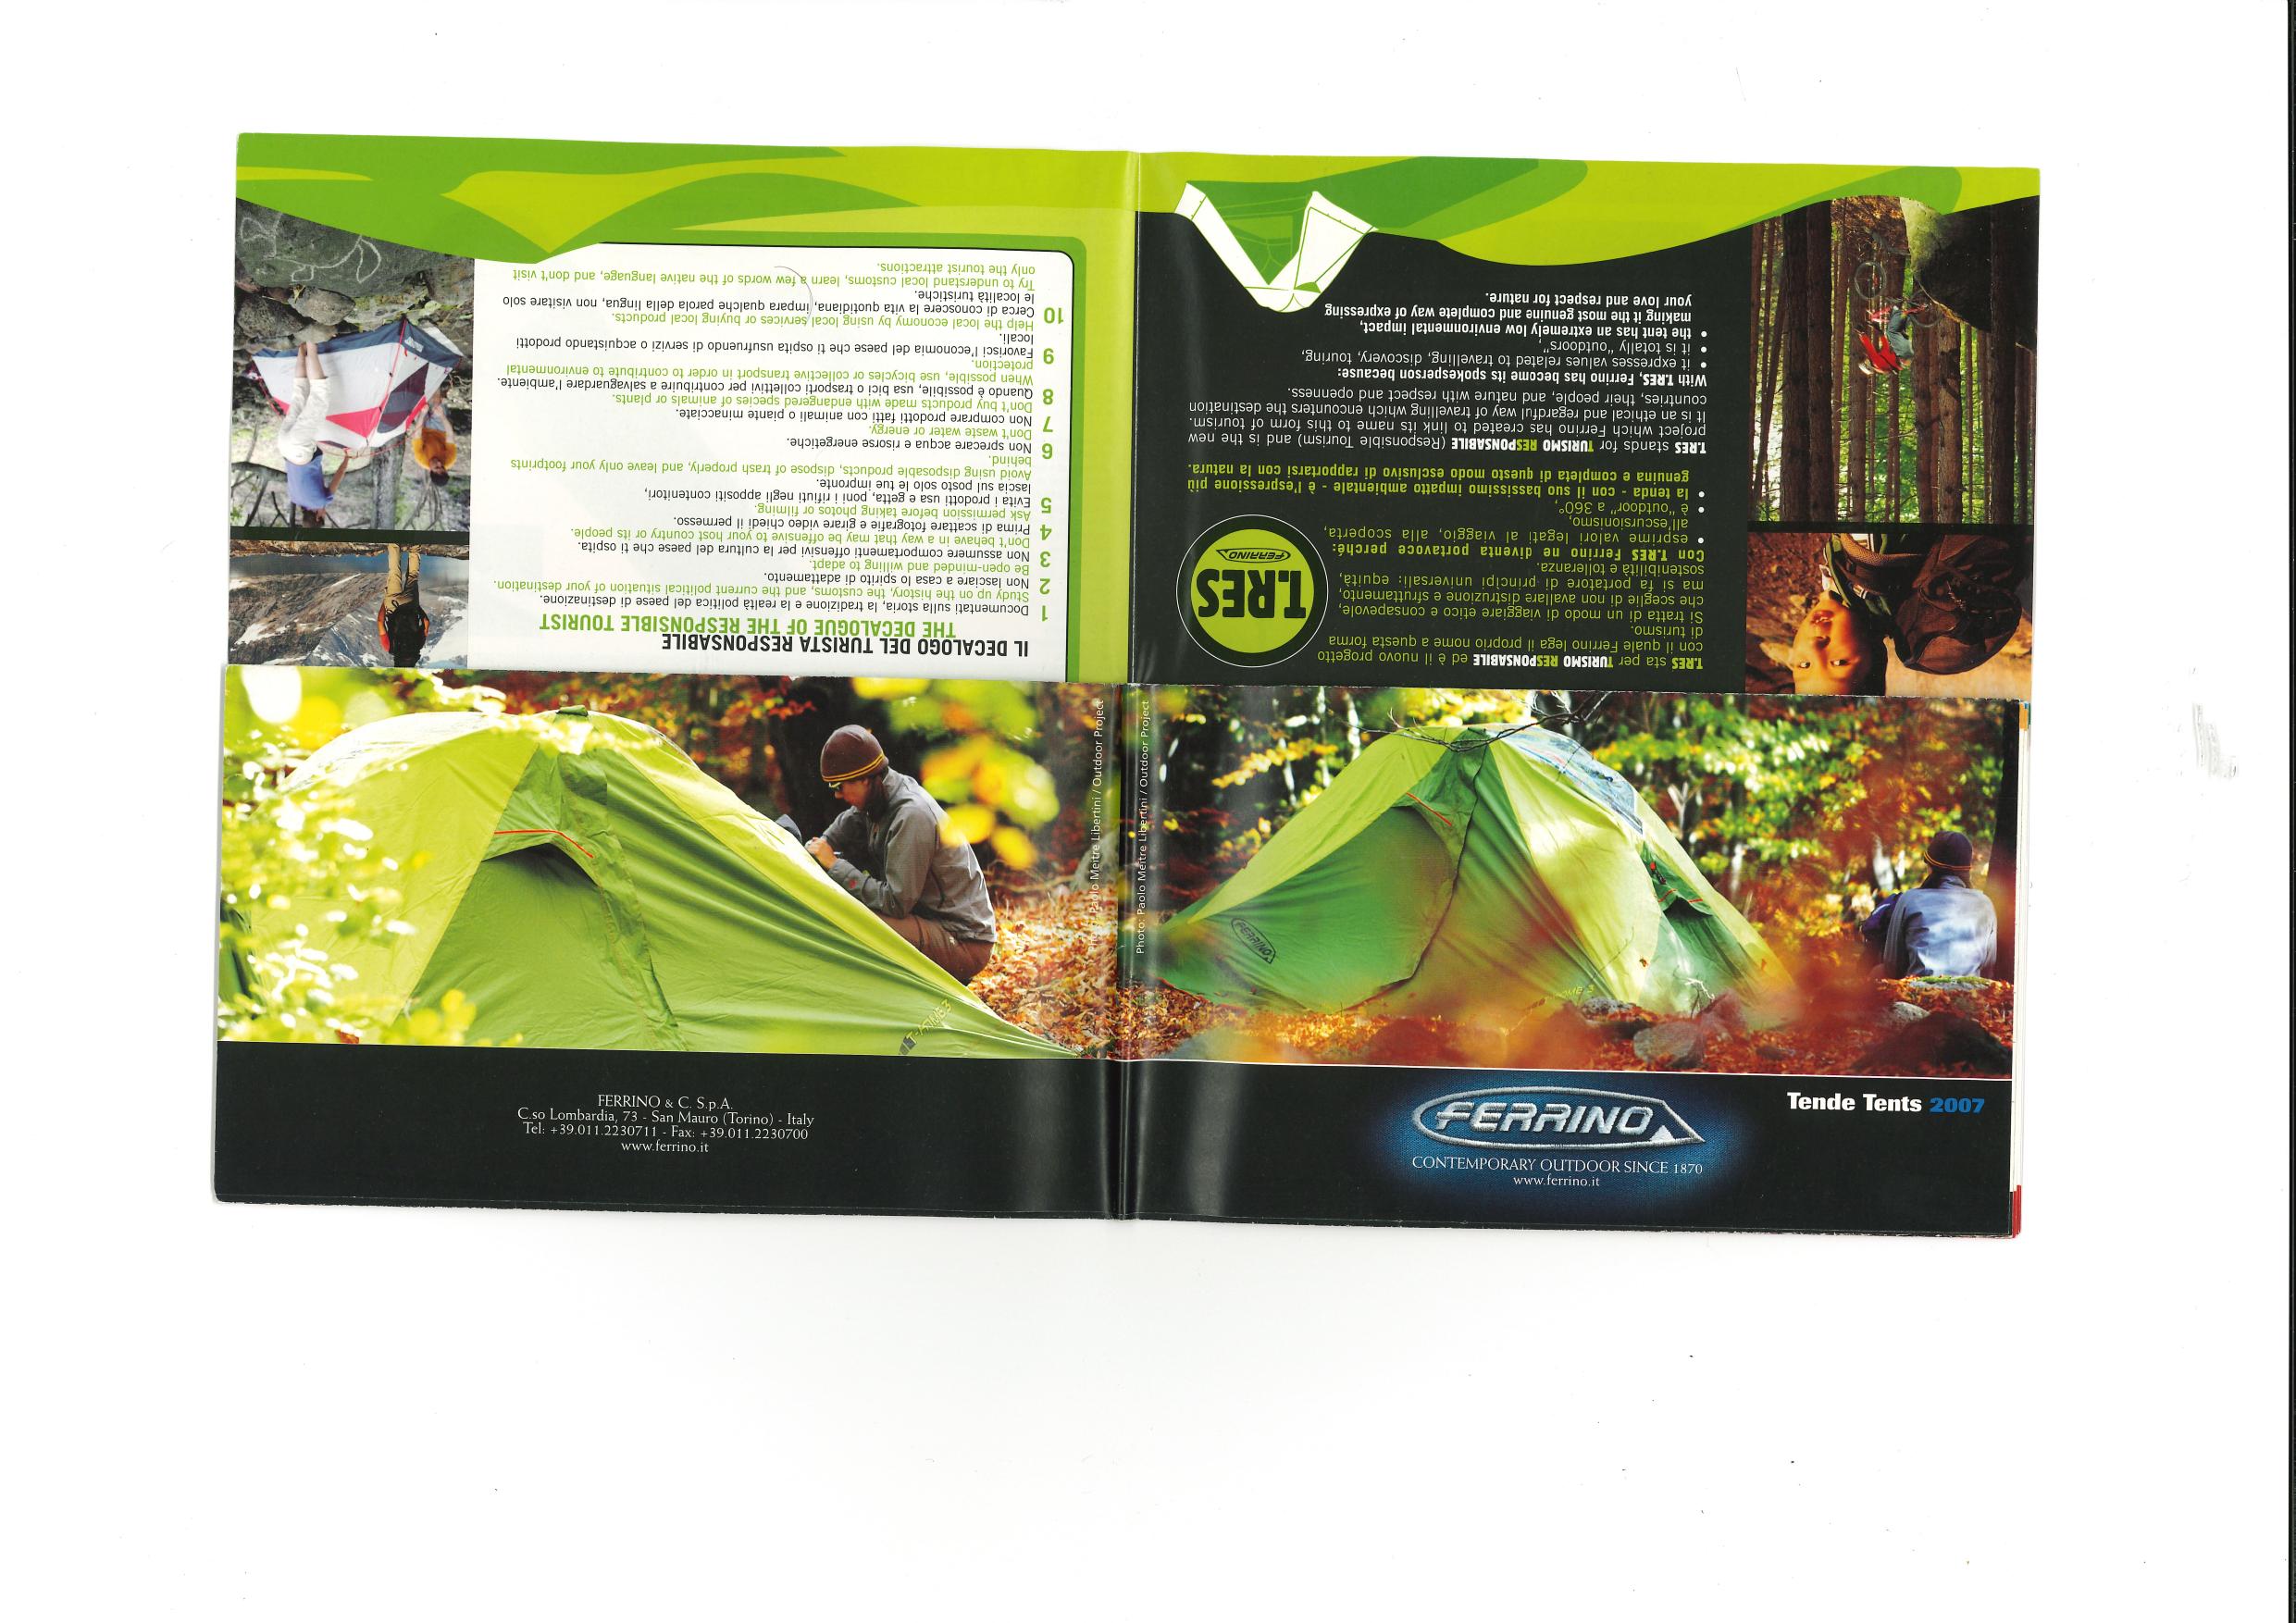 IL DECALOGO DEL TURISTA RESPONSABILE
THE DECALOGUE OF THE RESPONSIBLE TOURIST
1 Documentati sulla storia, la tradizione e la realtà politica del paese di destinazione.
Study up on the history, the customs, and the current political situation of your destination.
2 Non lasciare a casa lo spirito di adattamento.
Be open-minded and willing to adapt.
3 Non assumere comportamenti offensivi per la cultura del paese che ti ospita.
Don't behave in a way that may be offensive to your host country or its people.
4 Prima di scattare fotografie e girare video chiedi il permesso.
Ask permission before taking photos or filming.
5 Evita i prodotti usa e getta, poni i rifiuti negli appositi contenitori,
lascia sul posto solo le tue impronte.
Avoid using disposable products, dispose of trash properly, and leave only your footprints
behind.
6 Non sprecare acqua e risorse energetiche.
Don't waste water or energy.
7 Non comprare prodotti fatti con animali o piante minacciate.
Don't buy products made with endangered species of animals or plants.
8 Quando è possibile, usa bici o trasporti collettivi per contribuire a salvaguardare l'ambiente.
When possible, use bicycles or collective transport in order to contribute to environmental
protection.
9 Favorisci l'economia del paese che ti ospita usufruendo di servizi o acquistando prodotti
locali.
Help the local economy by using local services or buying local products.
10 Cerca di conoscere la vita quotidiana, impara qualche parola della lingua, non visitare solo
le località turistiche.
Try to understand local customs, learn a few words of the native language, and don't visit
only the tourist attractions.
T.RES sta per TURISMO RESPONSABILE ed è il nuovo progetto
con il quale Ferrino lega il proprio nome a questa forma
di turismo.
Si tratta di un modo di viaggiare etico e consapevole,
che sceglie di non avallare distruzione e sfruttamento,
ma si fa portatore di principi universali: equità,
sostenibilità e tolleranza.
Con T.RES Ferrino ne diventa portavoce perché:
• esprime valori legati al viaggio, alla scoperta,
all'escursionismo,
• è "outdoor" a 360°,
• la tenda - con il suo bassissimo impatto ambientale - è l'espressione più
genuina e completa di questo modo esclusivo di rapportarsi con la natura.
T.RES stands for TURISMO RESPONSABILE (Responsible Tourism) and is the new
project which Ferrino has created to link its name to this form of tourism.
It is an ethical and regardful way of travelling which encounters the destination
countries, their people, and nature with respect and openness.
With T.RES, Ferrino has become its spokesperson because:
• it expresses values related to travelling, discovery, touring,
• it is totally "outdoors",
• the tent has an extremely low environmental impact,
making it the most genuine and complete way of expressing
your love and respect for nature.
T.RES
FERRINO
Photo: Paolo Meitre Libertini / Outdoor Project
Photo: Paolo Meitre Libertini / Outdoor Project
FERRINO
FERRINO & C. S.p.A.
C.so Lombardia, 73 - San Mauro (Torino) - Italy
Tel: +39.011.2230711 - Fax: +39.011.2230700
www.ferrino.it
FERRINO
CONTEMPORARY OUTDOOR SINCE 1870
www.ferrino.it
Tende Tents 2007